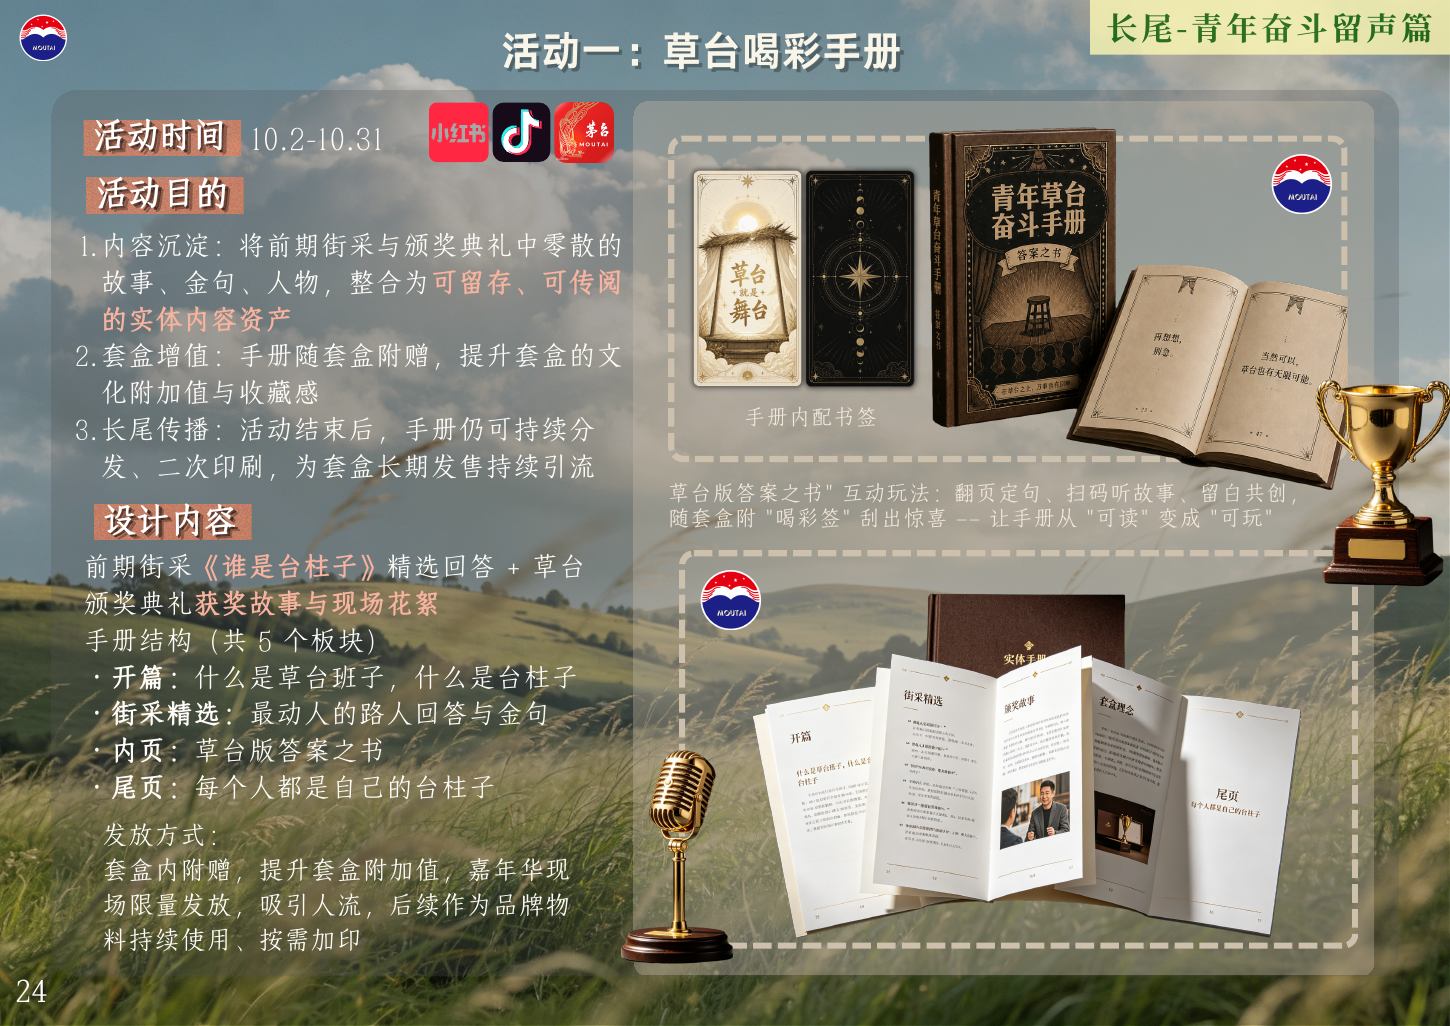 MOUTAI
活动一：草台喝彩手册
长尾-青年奋斗留声篇
活动时间 10.2-10.31
小红书
茅台
MOUTAI
活动目的
1.内容沉淀：将前期街采与颁奖典礼中零散的
故事、金句、人物，整合为可留存、可传阅
的实体内容资产
2.套盒增值：手册随套盒附赠，提升套盒的文
化附加值与收藏感
3.长尾传播：活动结束后，手册仍可持续分
发、二次印刷，为套盒长期发售持续引流
设计内容
前期街采《谁是台柱子》精选回答 + 草台
颁奖典礼获奖故事与现场花絮
手册结构（共 5 个板块）
· 开篇：什么是草台班子，什么是台柱子
· 街采精选：最动人的路人回答与金句
· 内页：草台版答案之书
· 尾页：每个人都是自己的台柱子
发放方式：
套盒内附赠，提升套盒附加值，嘉年华现
场限量发放，吸引人流，后续作为品牌物
料持续使用、按需加印
24
草台
就是
舞台
手册内配书签
青年草台奋斗手册
青年草台
奋斗手册
答案之书
再想想，
别急。
当然可以，
草台也有无限可能。
MOUTAI
草台版答案之书" 互动玩法：翻页定句、扫码听故事、留白共创，
随套盒附 "喝彩签" 刮出惊喜 -- 让手册从 "可读" 变成 "可玩"
MOUTAI
实体手册
开篇
什么是草台班子，什么是
台柱子
街采精选
颁奖故事
套盒理念
尾页
每个人都是自己的台柱子